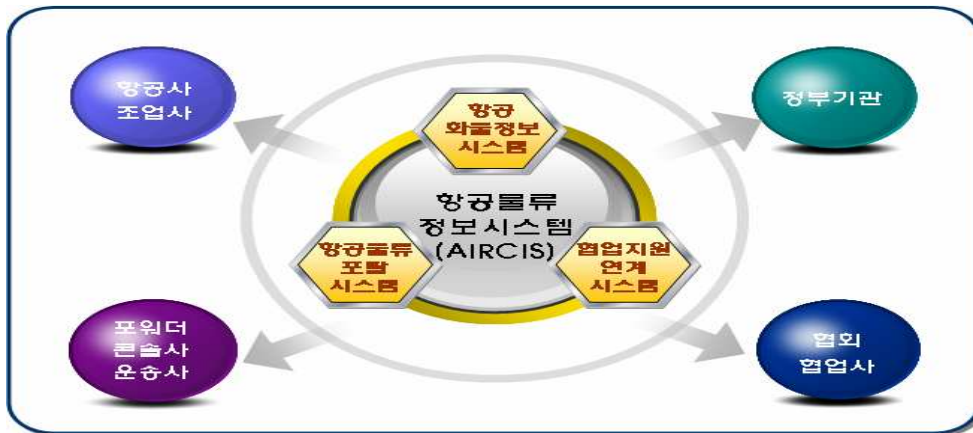 항공사
조업사
정부기관
항공
화물정보
시스템
항공물류
정보시스템
(AIRCIS)
항공물류
포탈
시스템
협업지원
연계
시스템
포워더
콘솔사
운송사
협회
협업사